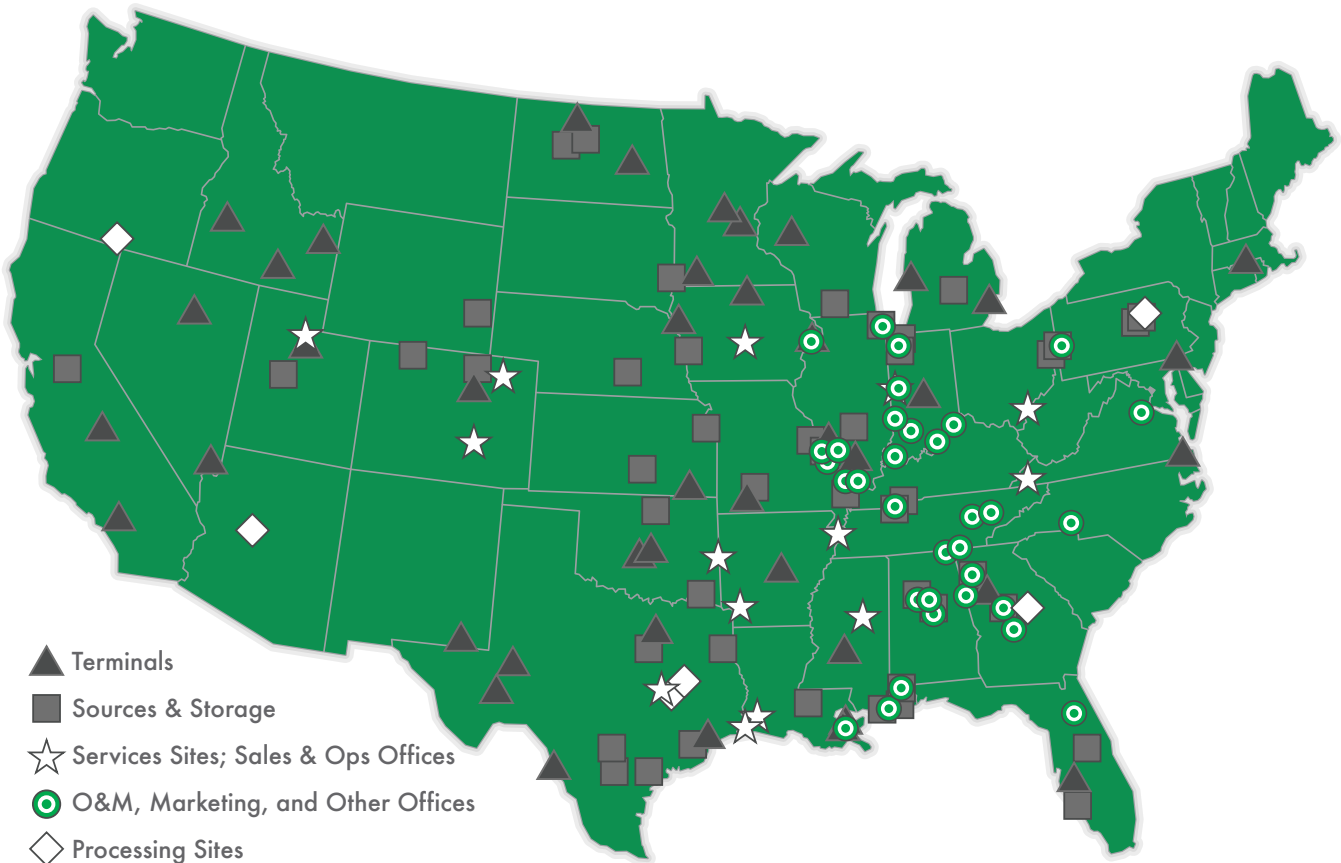 Terminals
Sources & Storage
Services Sites; Sales & Ops Offices
O&M, Marketing, and Other Offices
Processing Sites